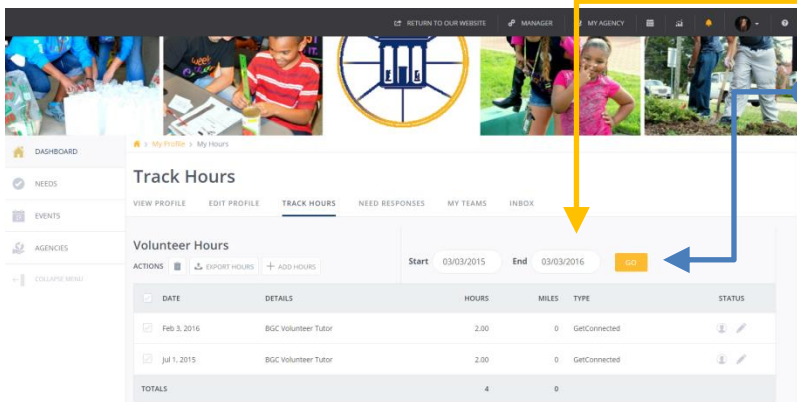 RETURN TO OUR WEBSITE MANAGER MY AGENCY
DASHBOARD
NEEDS
EVENTS
AGENCIES
COLLAPSE MENU
> My Profile > My Hours
Track Hours
VIEW PROFILE EDIT PROFILE TRACK HOURS NEED RESPONSES MY TEAMS INBOX
Volunteer Hours
ACTIONS EXPORT HOURS + ADD HOURS
Start 03/03/2015 End 03/03/2016 GO
DATE DETAILS HOURS MILES TYPE STATUS
Feb 3, 2016 BGC Volunteer Tutor 2.00 0 GetConnected
Jul 1, 2015 BGC Volunteer Tutor 2.00 0 GetConnected
TOTALS 4 0